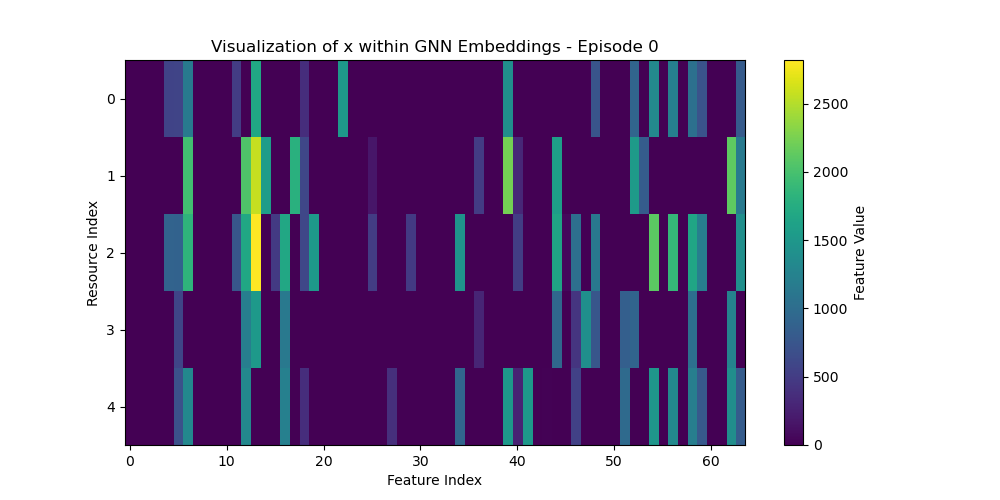 Visualization of x within GNN Embeddings - Episode 0
Resource Index
0
1
2
3
4
0 10 20 30 40 50 60
Feature Index
2500
2000
1500
1000
500
0
Feature Value